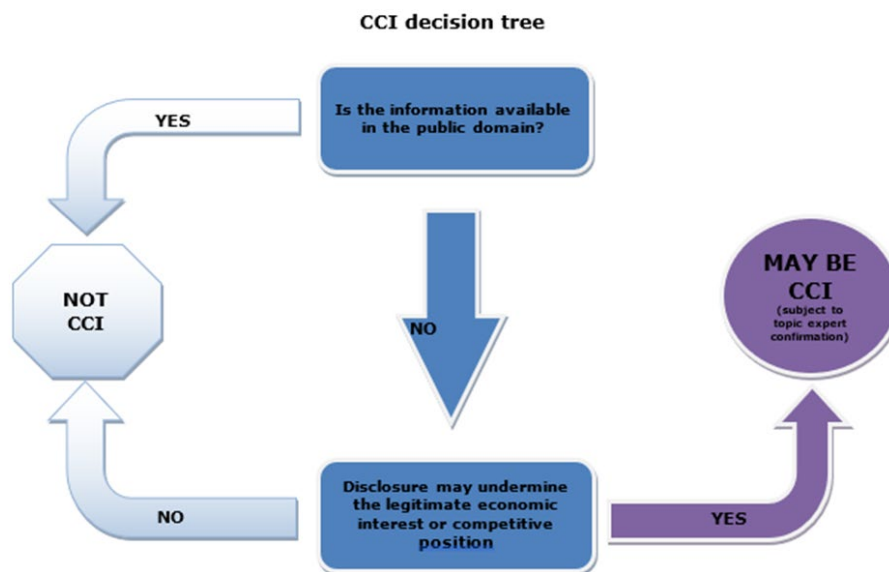 CCI decision tree
Is the information available
in the public domain?
YES
NOT
CCI
NO
MAY BE
CCI
(subject to
topic expert
confirmation)
Disclosure may undermine
the legitimate economic
interest or competitive
position
NO
YES